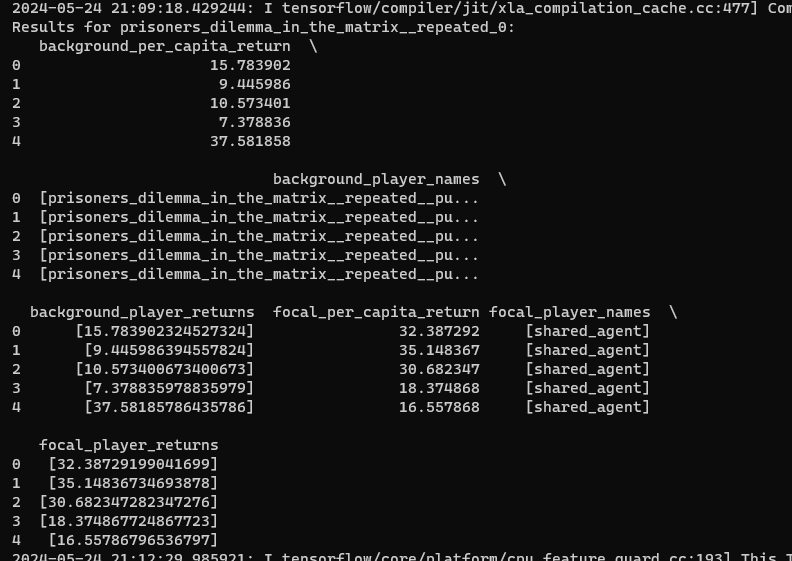 2024-05-24 21:09:18.429244: I tensorflow/compiler/jit/xla_compilation_cache.cc:477] Com
Results for prisoners_dilemma_in_the_matrix__repeated_0:
   background_per_capita_return  \
0                     15.783902
1                      9.445986
2                     10.573401
3                      7.378836
4                     37.581858
                            background_player_names  \
0  [prisoners_dilemma_in_the_matrix__repeated__pu...
1  [prisoners_dilemma_in_the_matrix__repeated__pu...
2  [prisoners_dilemma_in_the_matrix__repeated__pu...
3  [prisoners_dilemma_in_the_matrix__repeated__pu...
4  [prisoners_dilemma_in_the_matrix__repeated__pu...
  background_player_returns  focal_per_capita_return focal_player_names  \
0      [15.783902324527324]                32.387292     [shared_agent]
1       [9.445986394557824]                35.148367     [shared_agent]
2      [10.573400673400673]                30.682347     [shared_agent]
3       [7.378835978835979]                18.374868     [shared_agent]
4       [37.58185786435786]                16.557868     [shared_agent]
   focal_player_returns
0   [32.38729199041699]
1   [35.14836734693878]
2  [30.682347282347276]
3  [18.374867724867723]
4   [16.55786796536797]
2024-05-24 21:12:29.985921: I tensorflow/core/platform/cpu_feature_guard.cc:193] This T